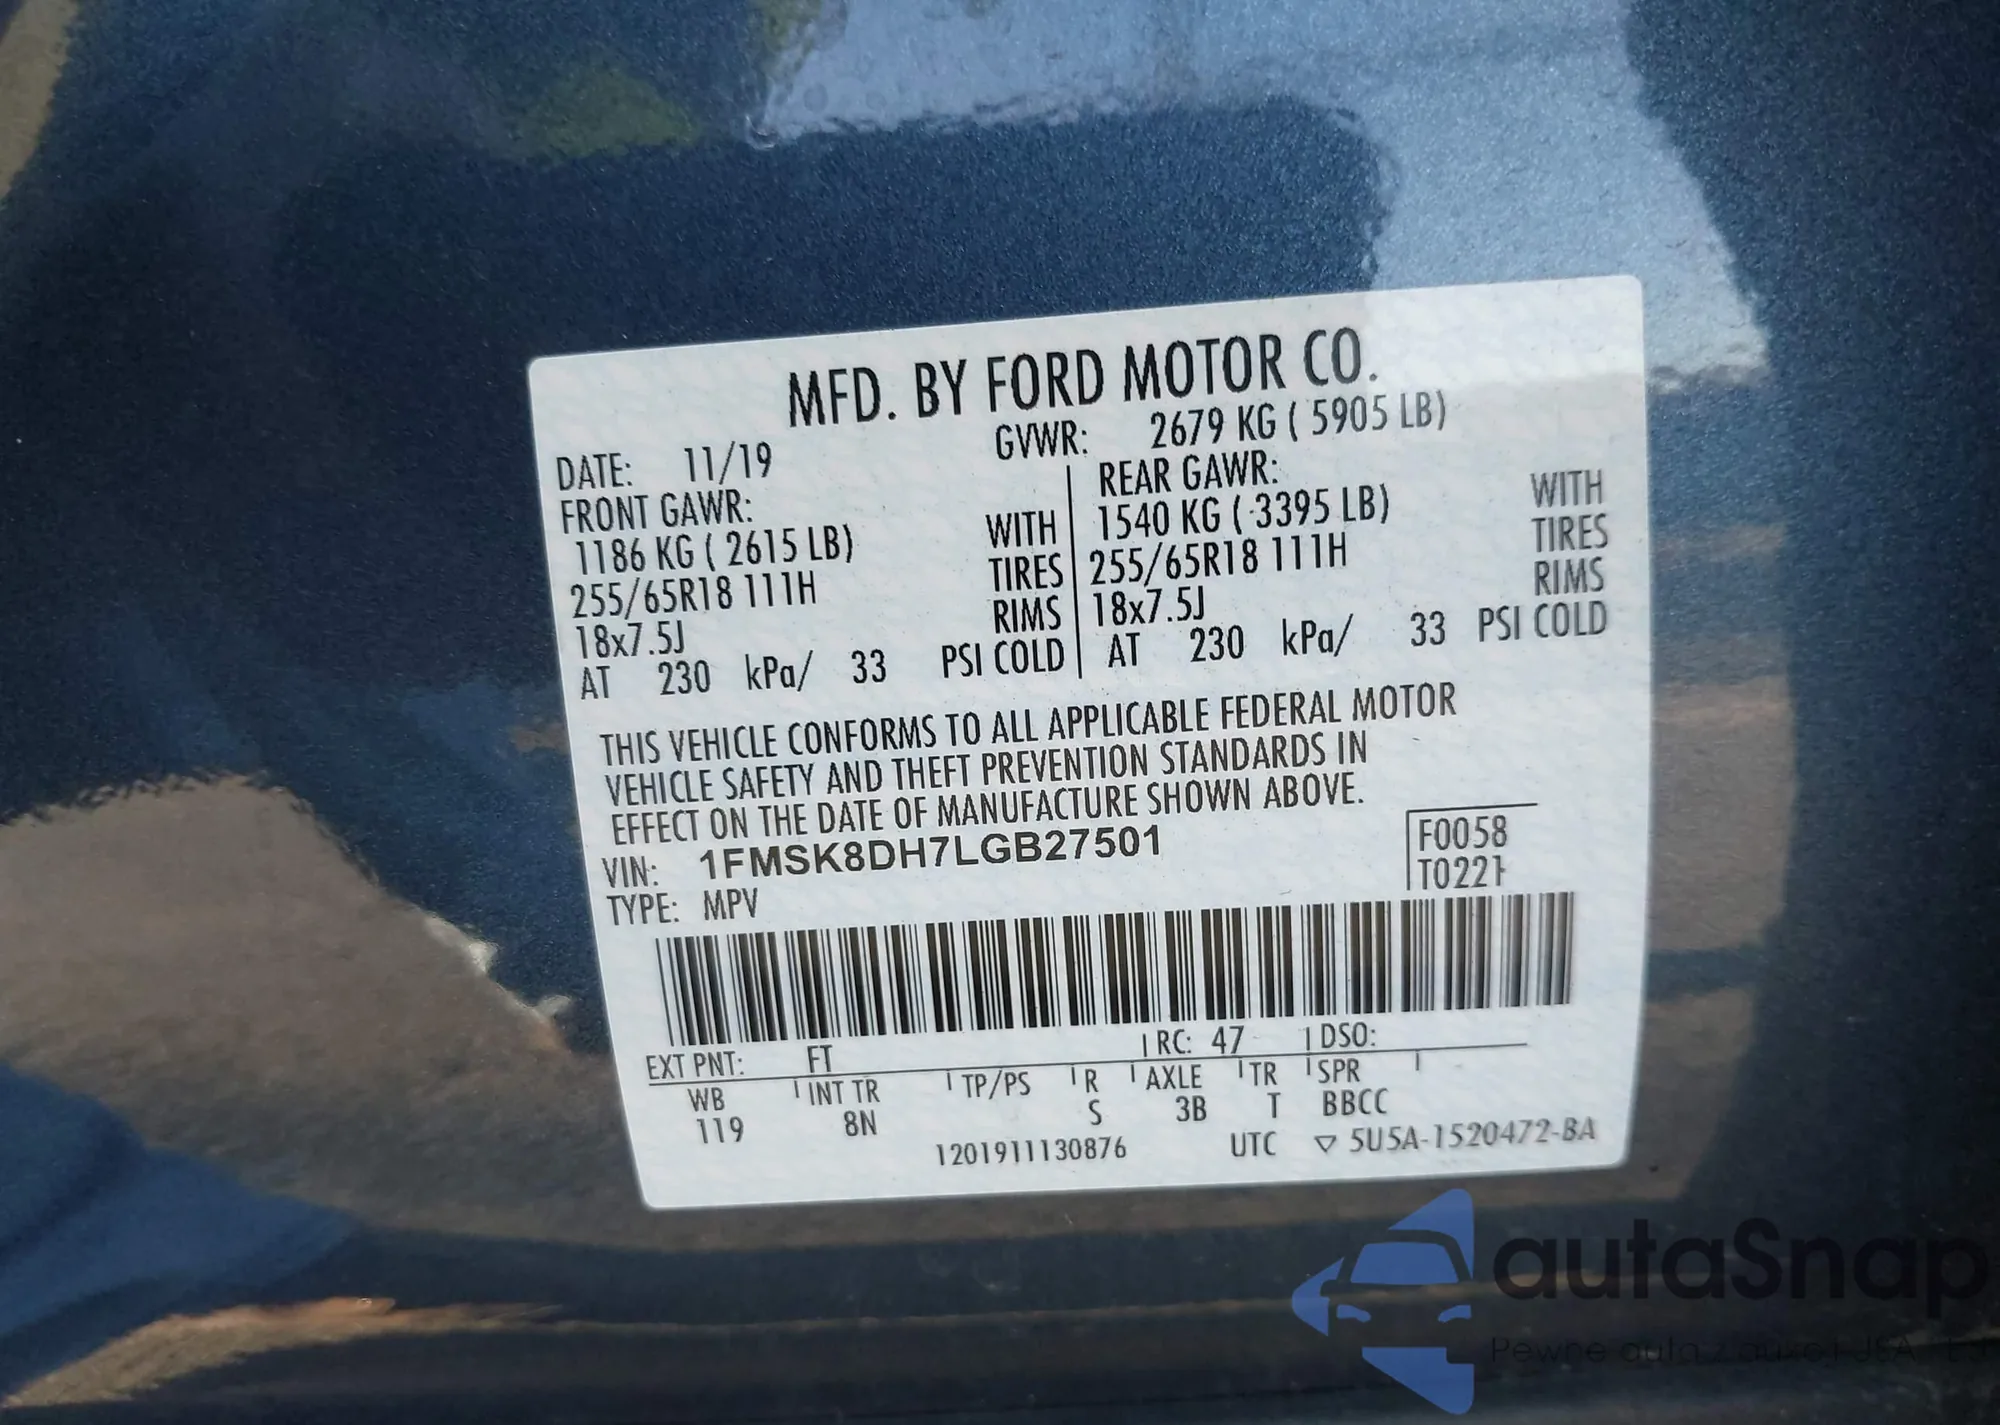 MFD. BY FORD MOTOR CO.
DATE: 11/19 GVWR: 2679 KG ( 5905 LB)
FRONT GAWR: REAR GAWR:
1186 KG ( 2615 LB) WITH 1540 KG ( 3395 LB) WITH
255/65R18 111H TIRES 255/65R18 111H TIRES
18x7.5J RIMS 18x7.5J RIMS
AT 230 kPa/ 33 PSI COLD AT 230 kPa/ 33 PSI COLD
THIS VEHICLE CONFORMS TO ALL APPLICABLE FEDERAL MOTOR
VEHICLE SAFETY AND THEFT PREVENTION STANDARDS IN
EFFECT ON THE DATE OF MANUFACTURE SHOWN ABOVE.
VIN: 1FMSK8DH7LGB27501 F0058
TYPE: MPV T0221
EXT PNT: FT RC: 47 DSO:
WB INT TR TP/PS R AXLE TR SPR
119 8N S 3B T BBCC
1201911130876 UTC ▽ 5U5A-1520472-BA
autaSnap
Pewne auta z aukcji USA